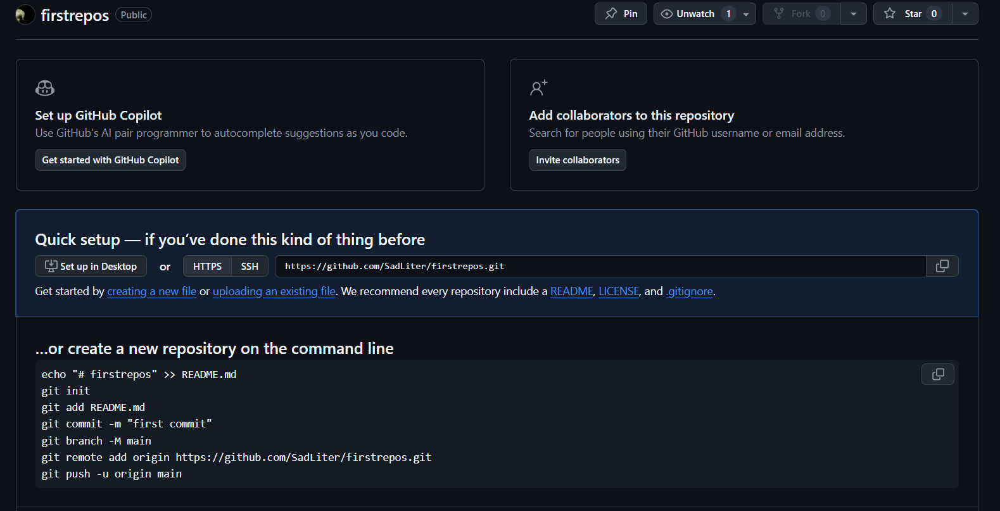 firstrepos Public Pin Unwatch 1 Fork 0 Star 0
Set up GitHub Copilot
Use GitHub's AI pair programmer to autocomplete suggestions as you code.
Get started with GitHub Copilot
Add collaborators to this repository
Search for people using their GitHub username or email address.
Invite collaborators
Quick setup — if you’ve done this kind of thing before
Set up in Desktop or HTTPS SSH https://github.com/SadLiter/firstrepos.git
Get started by creating a new file or uploading an existing file. We recommend every repository include a README, LICENSE, and .gitignore.
…or create a new repository on the command line
echo "# firstrepos" >> README.md
git init
git add README.md
git commit -m "first commit"
git branch -M main
git remote add origin https://github.com/SadLiter/firstrepos.git
git push -u origin main